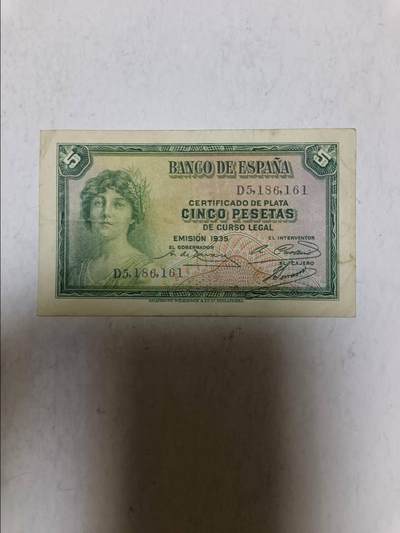 5
5
BANCO DE ESPAÑA
D5,186,161
CERTIFICADO DE PLATA
CINCO PESETAS
DE CURSO LEGAL
EMISIÓN 1935
EL INTERVENTOR
EL GOBERNADOR
EL CAJERO
D5,186,161